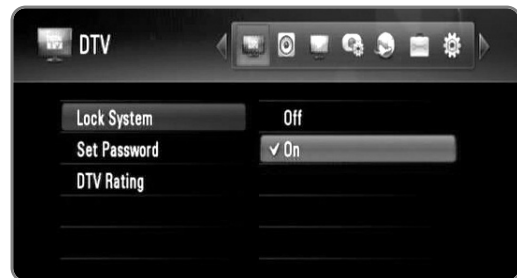 DTV
Lock System
Off
Set Password
✓ On
DTV Rating